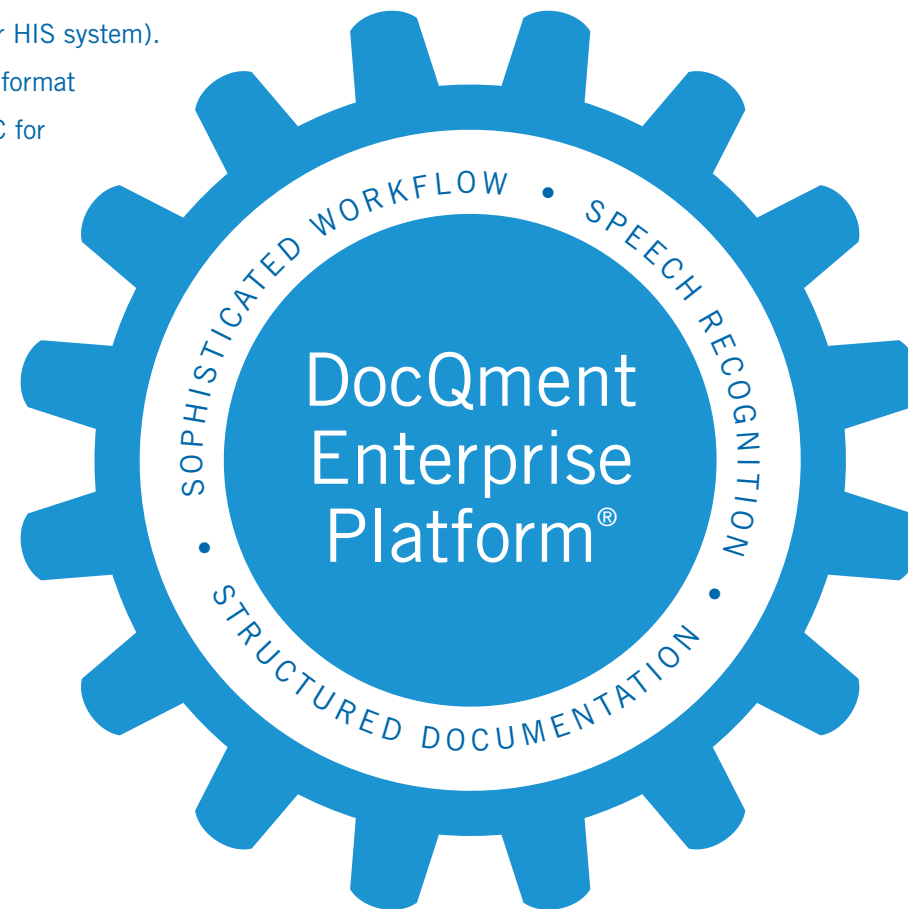 r HIS system).
format
C for
SOPHISTICATED WORKFLOW • SPEECH RECOGNITION • STRUCTURED DOCUMENTATION •
DocQment
Enterprise
Platform®